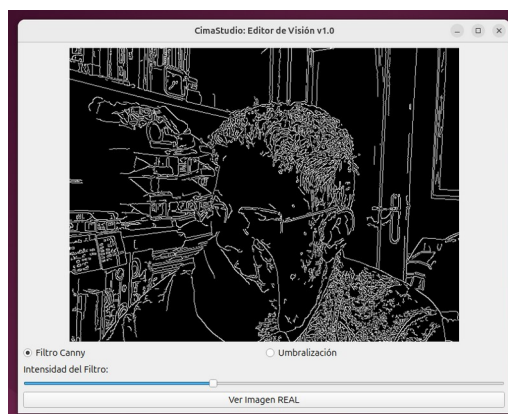 CimaStudio: Editor de Visión v1.0
Filtro Canny
Umbralización
Intensidad del Filtro:
Ver Imagen REAL